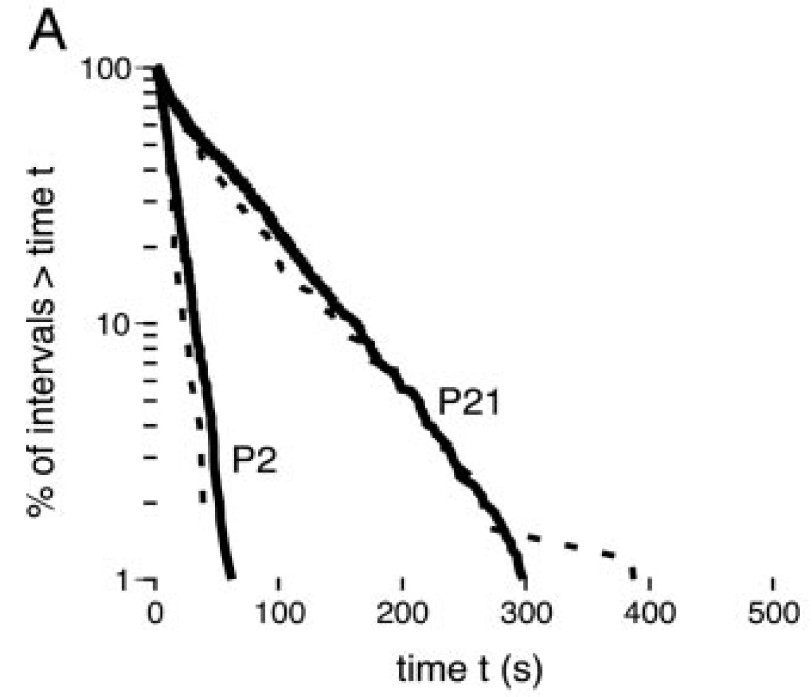 A
100
10
1
% of intervals > time t
P21
P2
0 100 200 300 400 500
time t (s)